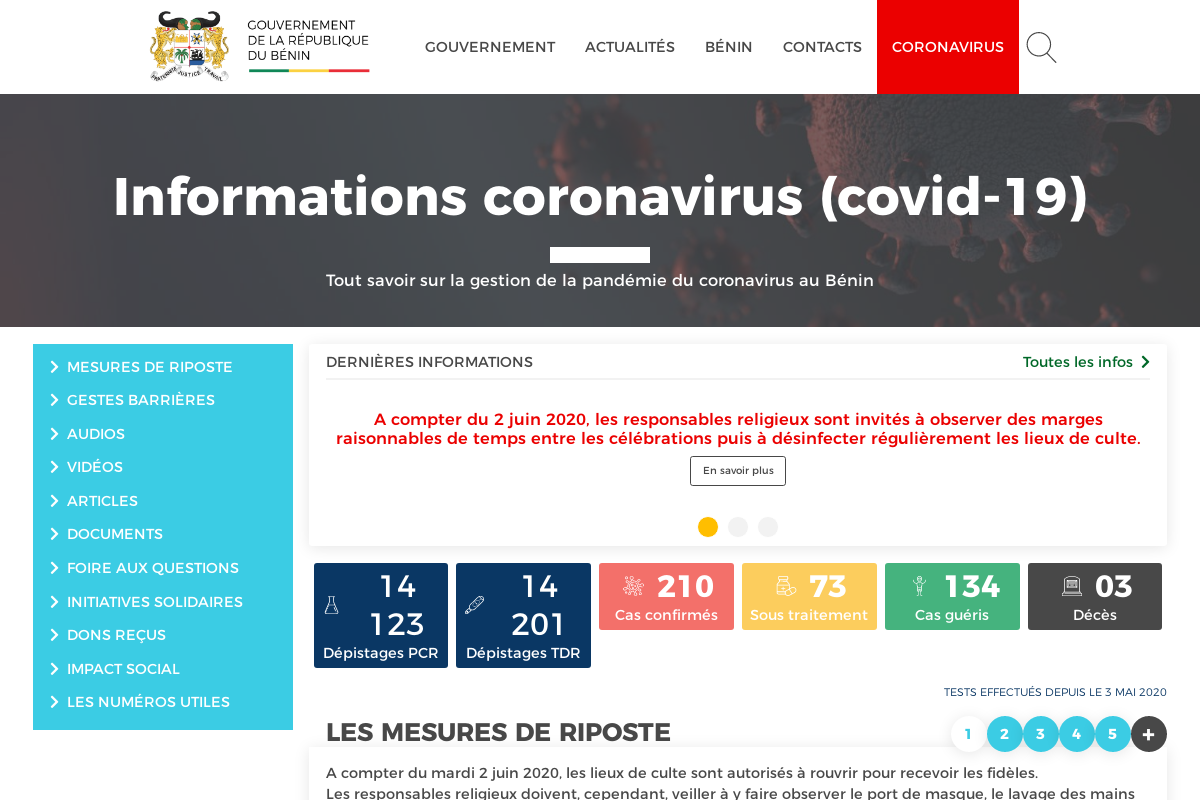 GOUVERNEMENT
DE LA RÉPUBLIQUE
DU BÉNIN
FRATERNITÉ JUSTICE TRAVAIL
GOUVERNEMENT
ACTUALITÉS
BÉNIN
CONTACTS
CORONAVIRUS
Informations coronavirus (covid-19)
Tout savoir sur la gestion de la pandémie du coronavirus au Bénin
MESURES DE RIPOSTE
GESTES BARRIÈRES
AUDIOS
VIDÉOS
ARTICLES
DOCUMENTS
FOIRE AUX QUESTIONS
INITIATIVES SOLIDAIRES
DONS REÇUS
IMPACT SOCIAL
LES NUMÉROS UTILES
DERNIÈRES INFORMATIONS
Toutes les infos
A compter du 2 juin 2020, les responsables religieux sont invités à observer des marges
raisonnables de temps entre les célébrations puis à désinfecter régulièrement les lieux de culte.
En savoir plus
14
123
Dépistages PCR
14
201
Dépistages TDR
210
Cas confirmés
73
Sous traitement
134
Cas guéris
03
Décès
TESTS EFFECTUÉS DEPUIS LE 3 MAI 2020
LES MESURES DE RIPOSTE
1 2 3 4 5 +
A compter du mardi 2 juin 2020, les lieux de culte sont autorisés à rouvrir pour recevoir les fidèles.
Les responsables religieux doivent, cependant, veiller à y faire observer le port de masque, le lavage des mains